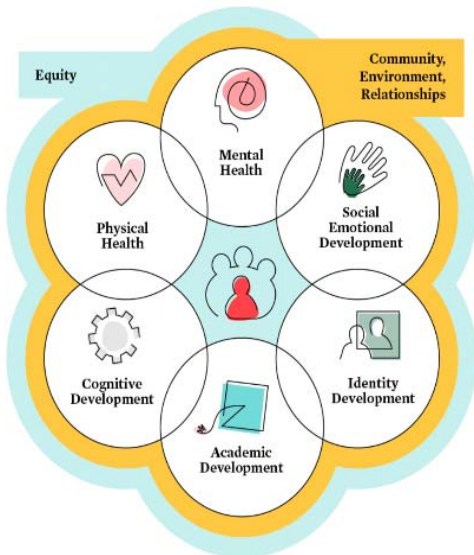 Equity
Community,
Environment,
Relationships
Mental
Health
Physical
Health
Social
Emotional
Development
Cognitive
Development
Identity
Development
Academic
Development